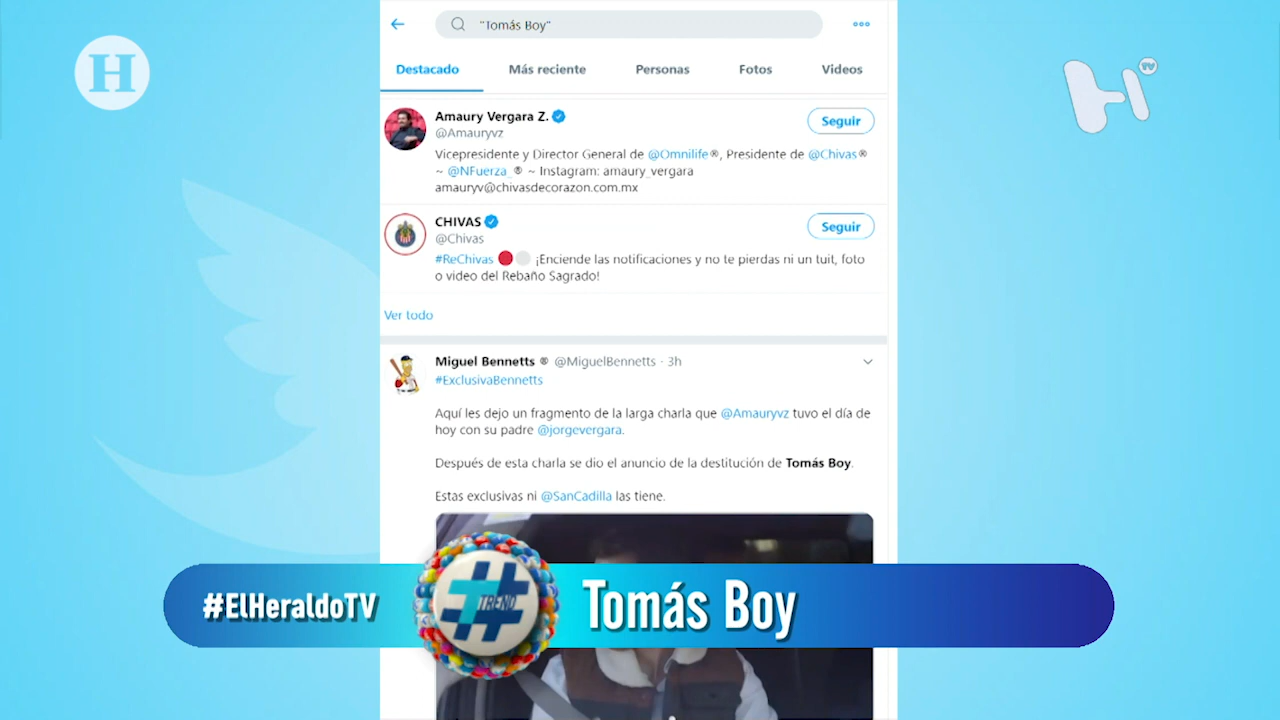 "Tomás Boy"
Destacado Más reciente Personas Fotos Videos
H
TV
Amaury Vergara Z.
Seguir
@Amauryvz
Vicepresidente y Director General de @Omnilife®, Presidente de @Chivas®
~ @NFuerza_® ~ Instagram: amaury_vergara
amauryv@chivasdecorazon.com.mx
CHIVAS
Seguir
@Chivas
#ReChivas ¡Enciende las notificaciones y no te pierdas ni un tuit, foto
o video del Rebaño Sagrado!
Ver todo
Miguel Bennetts ® @MiguelBennetts · 3h
#ExclusivaBennetts
Aquí les dejo un fragmento de la larga charla que @Amauryvz tuvo el día de
hoy con su padre @jorgevergara.
Después de esta charla se dio el anuncio de la destitución de Tomás Boy.
Estas exclusivas ni @SanCadilla las tiene.
#ElHeraldoTV
#TREND
Tomás Boy